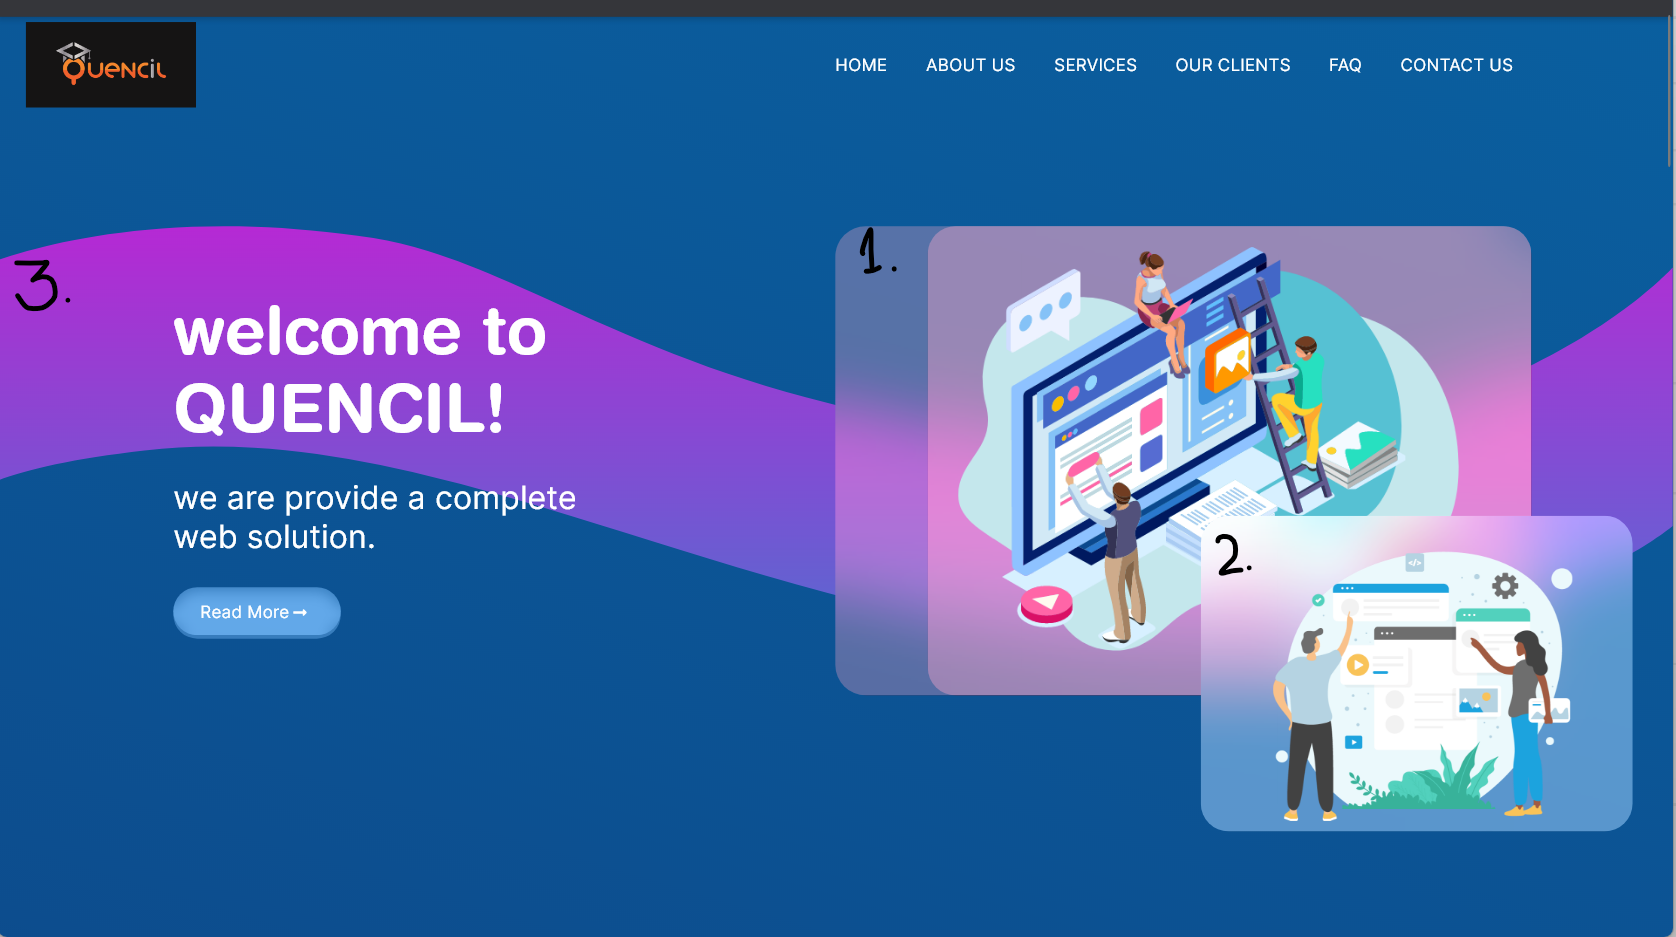 QUENCIL
HOME ABOUT US SERVICES OUR CLIENTS FAQ CONTACT US
1.
3.
welcome to
QUENCIL!
we are provide a complete
web solution.
2.
Read More